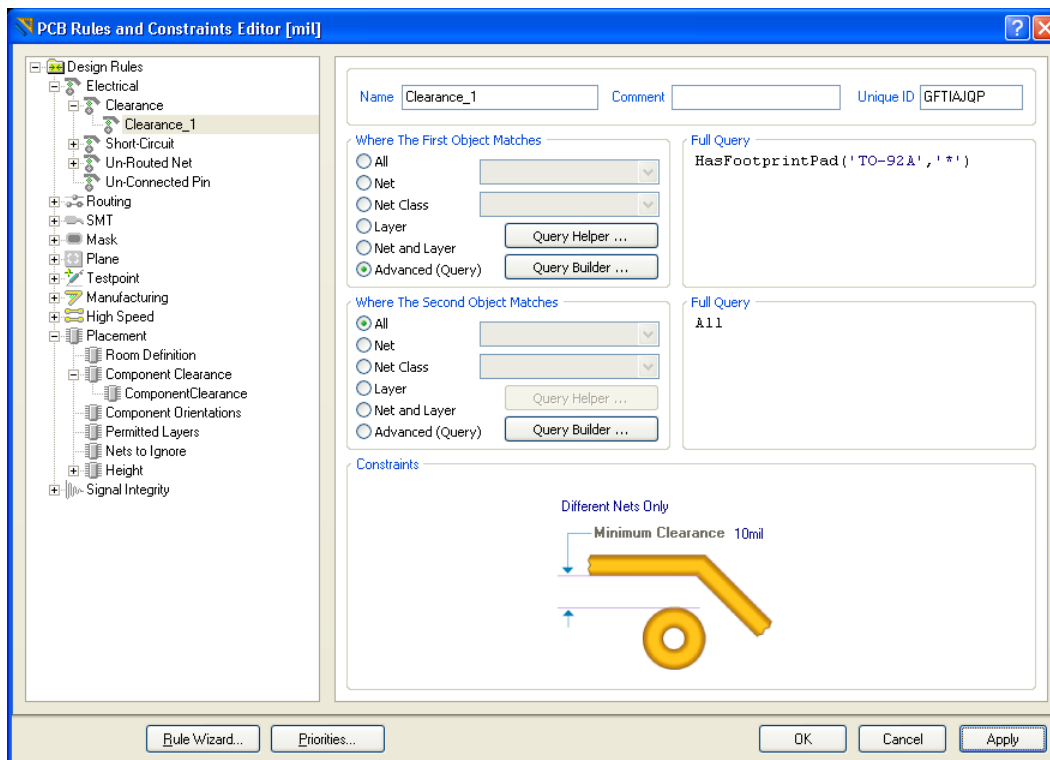 PCB Rules and Constraints Editor [mil]
Design Rules
Electrical
Clearance
Clearance_1
Short-Circuit
Un-Routed Net
Un-Connected Pin
Routing
SMT
Mask
Plane
Testpoint
Manufacturing
High Speed
Placement
Room Definition
Component Clearance
ComponentClearance
Component Orientations
Permitted Layers
Nets to Ignore
Height
Signal Integrity
Name Clearance_1 Comment Unique ID GFTIAJQP
Where The First Object Matches
All
Net
Net Class
Layer
Net and Layer
Advanced (Query)
Query Helper ...
Query Builder ...
Full Query
HasFootprintPad('TO-92A','*')
Where The Second Object Matches
All
Net
Net Class
Layer
Net and Layer
Advanced (Query)
Query Helper ...
Query Builder ...
Full Query
All
Constraints
Different Nets Only
Minimum Clearance 10mil
Rule Wizard... Priorities... OK Cancel Apply